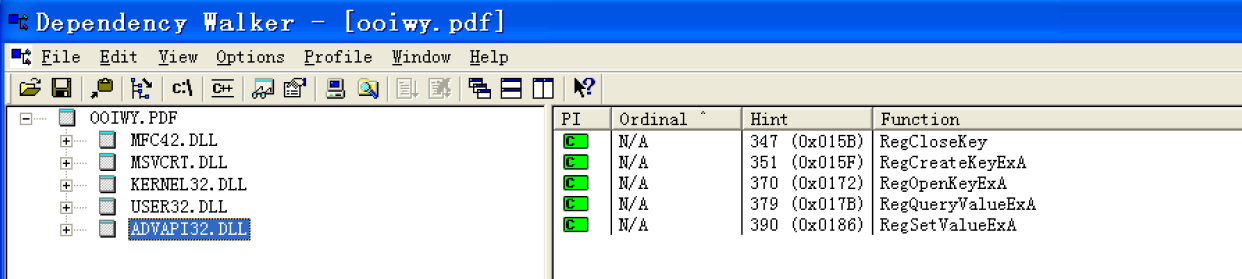 Dependency Walker - [ooiwy.pdf]
File Edit View Options Profile Window Help
c:\ C++
OOIWY.PDF
MFC42.DLL
MSVCRT.DLL
KERNEL32.DLL
USER32.DLL
ADVAPI32.DLL
PI Ordinal ^ Hint Function
C N/A 347 (0x015B) RegCloseKey
C N/A 351 (0x015F) RegCreateKeyExA
C N/A 370 (0x0172) RegOpenKeyExA
C N/A 379 (0x017B) RegQueryValueExA
C N/A 390 (0x0186) RegSetValueExA